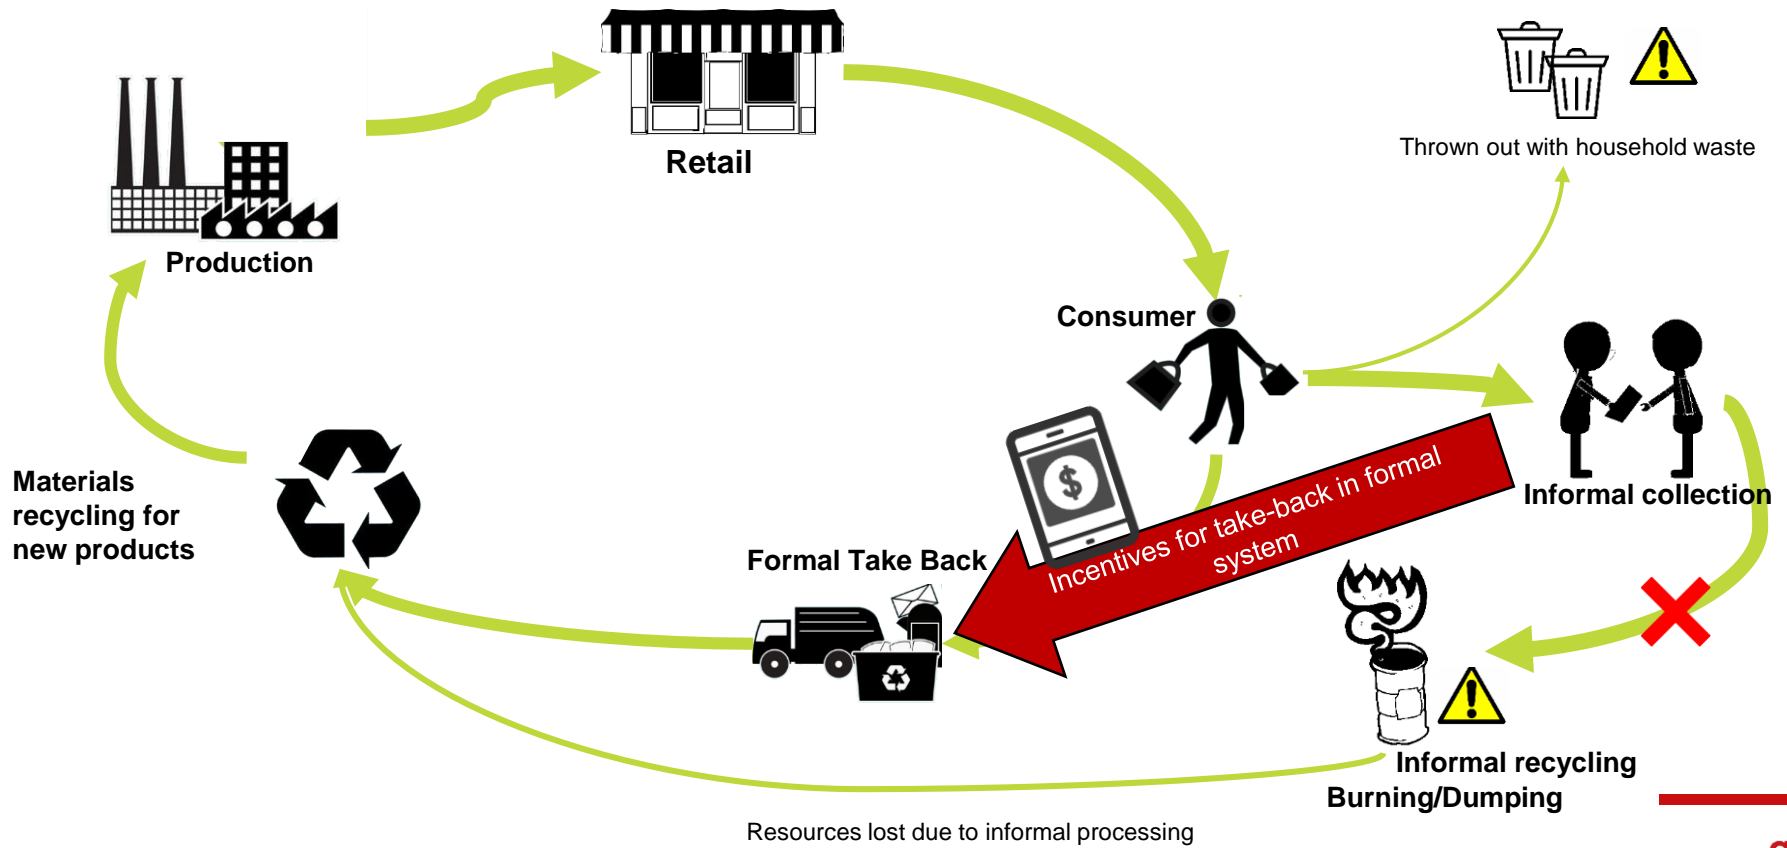 Retail
Thrown out with household waste
Production
Consumer
Materials
recycling for
new products
$
Incentives for take-back in formal
system
Informal collection
Formal Take Back
Informal recycling
Burning/Dumping
Resources lost due to informal processing